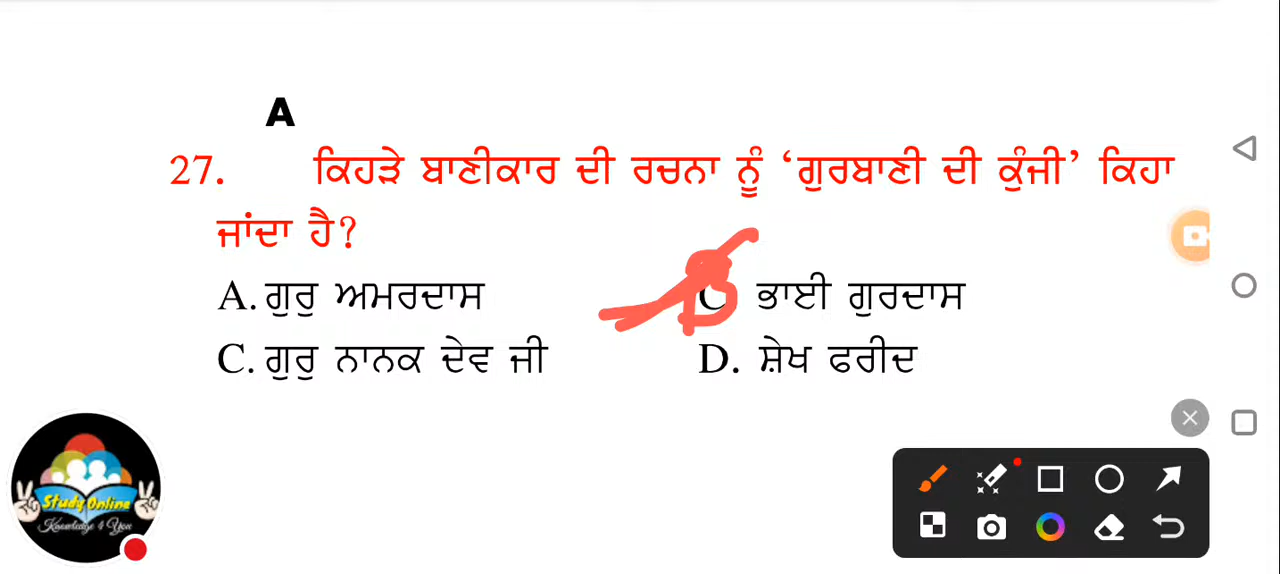 A
27. ਕਿਹੜੇ ਬਾਣੀਕਾਰ ਦੀ ਰਚਨਾ ਨੂੰ ‘ਗੁਰਬਾਣੀ ਦੀ ਕੁੰਜੀ’ ਕਿਹਾ
ਜਾਂਦਾ ਹੈ?
A. ਗੁਰੁ ਅਮਰਦਾਸ C ਭਾਈ ਗੁਰਦਾਸ
C. ਗੁਰੁ ਨਾਨਕ ਦੇਵ ਜੀ D. ਸ਼ੇਖ ਫਰੀਦ
Study Online
Knowledge 4 You